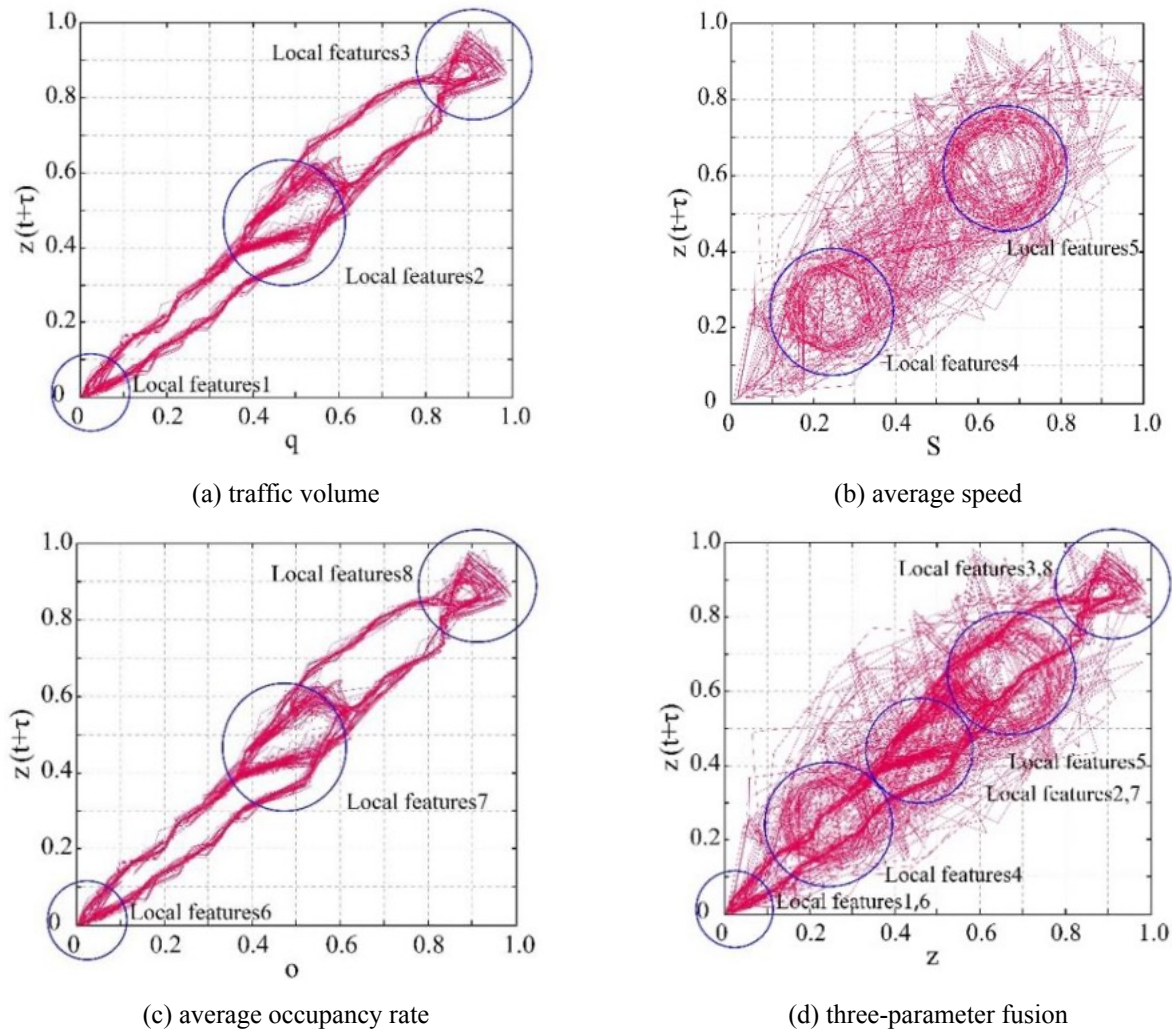 1.0
Local features3
0.8
0.6
z(t+τ)
0.4
Local features2
0.2
0
Local features1
0.2
0.4
0.6
0.8
1.0
q
(a) traffic volume
1.0
0.8
0.6
z(t+τ)
0.4
Local features5
0.2
Local features4
0
0
0.2
0.4
0.6
0.8
1.0
S
(b) average speed
1.0
Local features8
0.8
0.6
z(t+τ)
0.4
Local features7
0.2
0
Local features6
0
0.2
0.4
0.6
0.8
1.0
o
(c) average occupancy rate
1.0
Local features3,8
0.8
0.6
z(t+τ)
0.4
Local features5
Local features2,7
0.2
Local features4
0
Local features1,6
0
0.2
0.4
0.6
0.8
1.0
z
(d) three-parameter fusion